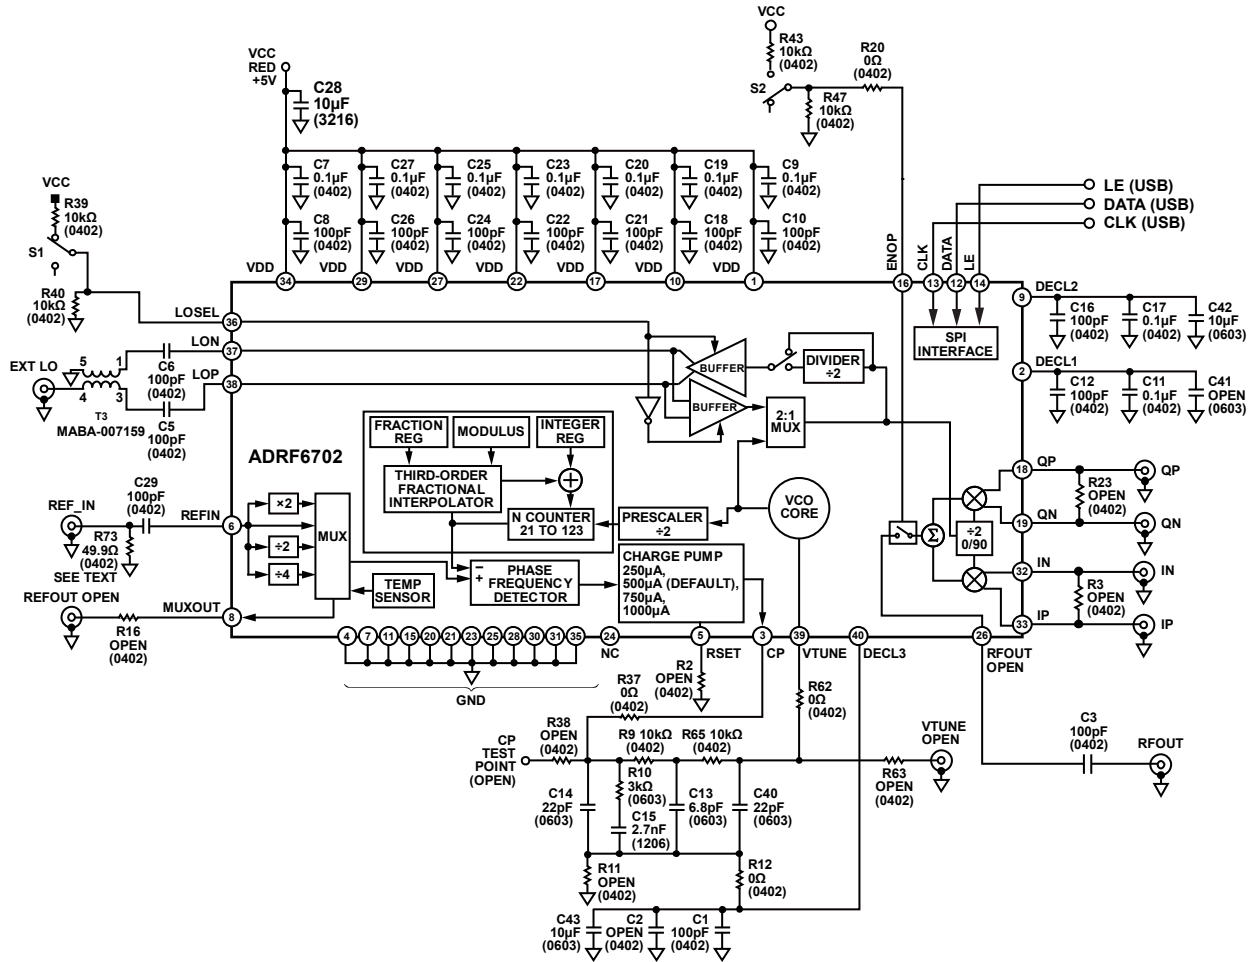 VCC
RED
+5V
C28
10µF
(3216)
VCC
R43
10kΩ
(0402)
R20
0Ω
(0402)
S2
R47
10kΩ
(0402)
C7
0.1µF
(0402)
C27
0.1µF
(0402)
C25
0.1µF
(0402)
C23
0.1µF
(0402)
C20
0.1µF
(0402)
C19
0.1µF
(0402)
C9
0.1µF
(0402)
C8
100pF
(0402)
C26
100pF
(0402)
C24
100pF
(0402)
C22
100pF
(0402)
C21
100pF
(0402)
C18
100pF
(0402)
C10
100pF
(0402)
VCC
R39
10kΩ
(0402)
S1
R40
10kΩ
(0402)
LE (USB)
DATA (USB)
CLK (USB)
VDD
VDD
VDD
VDD
VDD
VDD
VDD
ENOP
CLK
DATA
LE
34
29
27
22
17
10
1
16
13
12
14
LOSEL
36
LON
37
LOP
38
EXT LO
5
1
4
3
T3
MABA-007159
C6
100pF
(0402)
C5
100pF
(0402)
BUFFER
BUFFER
DIVIDER
÷2
2:1
MUX
SPI
INTERFACE
9
DECL2
C16
100pF
(0402)
C17
0.1µF
(0402)
C42
10µF
(0603)
2
DECL1
C12
100pF
(0402)
C11
0.1µF
(0402)
C41
OPEN
(0603)
ADRF6702
FRACTION
REG
MODULUS
INTEGER
REG
THIRD-ORDER
FRACTIONAL
INTERPOLATOR
+
N COUNTER
21 TO 123
PRESCALER
÷2
VCO
CORE
C29
100pF
(0402)
REF_IN
R73
49.9Ω
(0402)
SEE TEXT
REFIN
6
×2
÷2
÷4
MUX
TEMP
SENSOR
−
+
PHASE
FREQUENCY
DETECTOR
CHARGE PUMP
250µA,
500µA (DEFAULT),
750µA,
1000µA
Σ
÷2
0/90
18
QP
19
QN
32
IN
33
IP
R23
OPEN
(0402)
R3
OPEN
(0402)
QP
QN
IN
IP
REFOUT OPEN
R16
OPEN
(0402)
MUXOUT
8
4
7
11
15
20
21
23
25
28
30
31
35
24
5
3
39
40
26
NC
RSET
CP
VTUNE
DECL3
RFOUT
OPEN
GND
R2
OPEN
(0402)
R37
0Ω
(0402)
R62
0Ω
(0402)
R38
OPEN
(0402)
CP
TEST
POINT
(OPEN)
R9 10kΩ
(0402)
R65 10kΩ
(0402)
R10
3kΩ
(0603)
C14
22pF
(0603)
C15
2.7nF
(1206)
C13
6.8pF
(0603)
C40
22pF
(0603)
R63
OPEN
(0402)
VTUNE
OPEN
C3
100pF
(0402)
RFOUT
R11
OPEN
(0402)
R12
0Ω
(0402)
C43
10µF
(0603)
C2
OPEN
(0402)
C1
100pF
(0402)